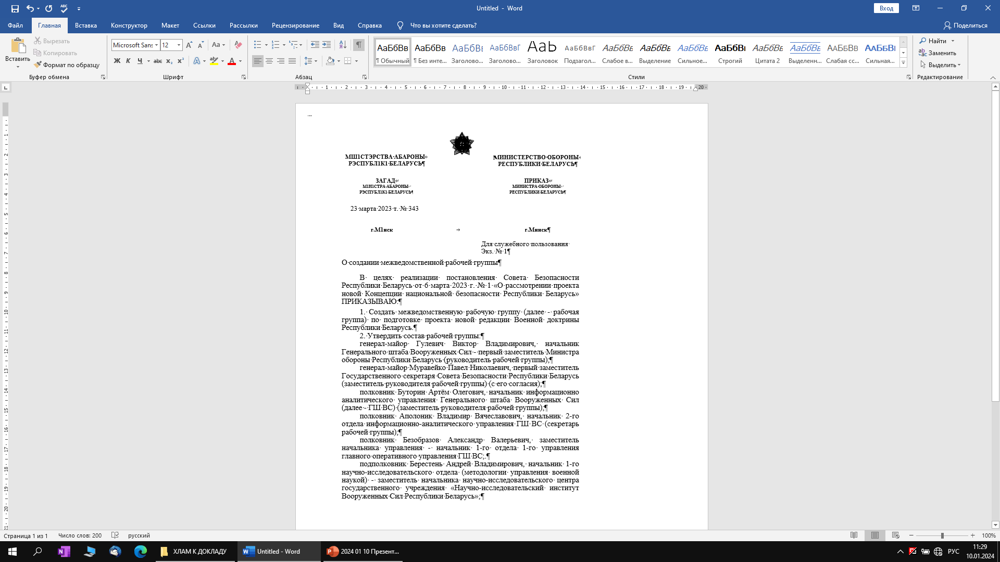 Untitled - Word
Вход
Файл Главная Вставка Конструктор Макет Ссылки Рассылки Рецензирование Вид Справка Что вы хотите сделать? Поделиться
Вставить
Вырезать
Копировать
Формат по образцу
Буфер обмена
Microsoft Sans 12
Шрифт
Абзац
АаБбВв АаБбВв АаБбВв АаБбВвГ АаЬ АаБбВвГ АаБбВв АаБбВв АаБбВв АаБбВв АаБбВв АаБбВв ААББВВ ААББВВ
¶ Обычный ¶ Без инте... Заголово... Заголово... Заголовок Подзагол... Слабое в... Выделение Сильное... Строгий Цитата 2 Выделенн... Слабая сс... Сильная...
Стили
Найти
Заменить
Выделить
Редактирование
МШ1СТЭРСТВА АБАРОНЫ
РЭСПУБЛ1К1 БЕЛАРУСЬ¶
МИНИСТЕРСТВО ОБОРОНЫ
РЕСПУБЛИКИ БЕЛАРУСЬ¶
ЗАГАД
М1Н1СТРА АБАРОНЫ
РЭСПУБЛ1К1 БЕЛАРУСЬ¶
ПРИКАЗ
МИНИСТРА ОБОРОНЫ
РЕСПУБЛИКИ БЕЛАРУСЬ¶
23 марта 2023 т. № 343
г.М1нск → г.Минск¶
Для служебного пользования
Экз. № 1¶
О создании межведомственной рабочей группы¶
В целях реализации постановления Совета Безопасности
Республики Беларусь от 6 марта 2023 г. № 1 «О рассмотрении проекта
новой Концепции национальной безопасности Республики Беларусь»
ПРИКАЗЫВАЮ:¶
1. Создать межведомственную рабочую группу (далее - рабочая
группа) по подготовке проекта новой редакции Военной доктрины
Республики Беларусь.¶
2. Утвердить состав рабочей группы:¶
генерал-майор Гулевич Виктор Владимирович, начальник
Генерального штаба Вооруженных Сил - первый заместитель Министра
обороны Республики Беларусь (руководитель рабочей группы);¶
генерал-майор Муравейко Павел Николаевич, первый заместитель
Государственного секретаря Совета Безопасности Республики Беларусь
(заместитель руководителя рабочей группы) (с его согласия);¶
полковник Буторин Артём Олегович, начальник информационно
аналитического управления Генерального штаба Вооруженных Сил
(далее - ГШ ВС) (заместитель руководителя рабочей группы);¶
полковник Аполоник Владимир Вячеславович, начальник 2-го
отдела информационно-аналитического управления ГШ ВС (секретарь
рабочей группы);¶
полковник Безобразов Александр Валерьевич, заместитель
начальника управления - начальник 1-го отдела 1-го управления
главного оперативного управления ГШ ВС;.¶
подполковник Берестень Андрей Владимирович, начальник 1-го
научно-исследовательского отдела (методологии управления военной
наукой) - заместитель начальника научно-исследовательского центра
государственного учреждения «Научно-исследовательский институт
Вооруженных Сил Республики Беларусь»;¶
Страница 1 из 1 Число слов: 200 русский 100%
ХЛАМ К ДОКЛАДУ Untitled - Word 2024 01 10 Презент... РУС
11:29
10.01.2024